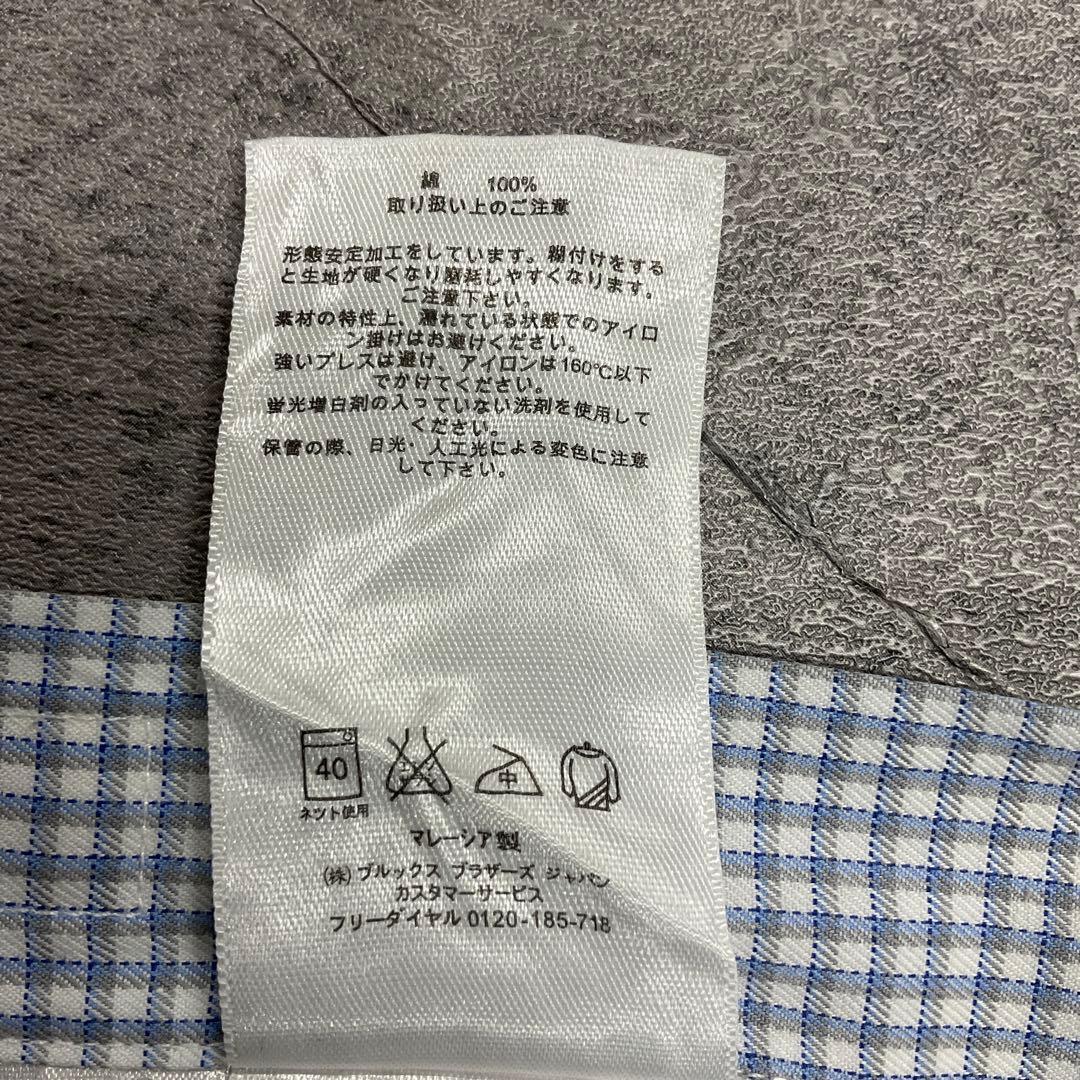 綿 100%
取り扱い上のご注意
形態安定加工をしています。糊付けをする
と生地が硬くなり磨耗しやすくなります。
ご注意下さい。
素材の特性上、濡れている状態でのアイロ
ン掛けはお避けください。
強いプレスは避け、アイロンは160℃以下
でかけてください。
蛍光増白剤の入っていない洗剤を使用して
ください。
保管の際、日光・人工光による変色に注意
して下さい。
40 中
ネット使用
マレーシア製
(株) ブルックス ブラザーズ ジャパン
カスタマーサービス
フリーダイヤル 0120-185-718